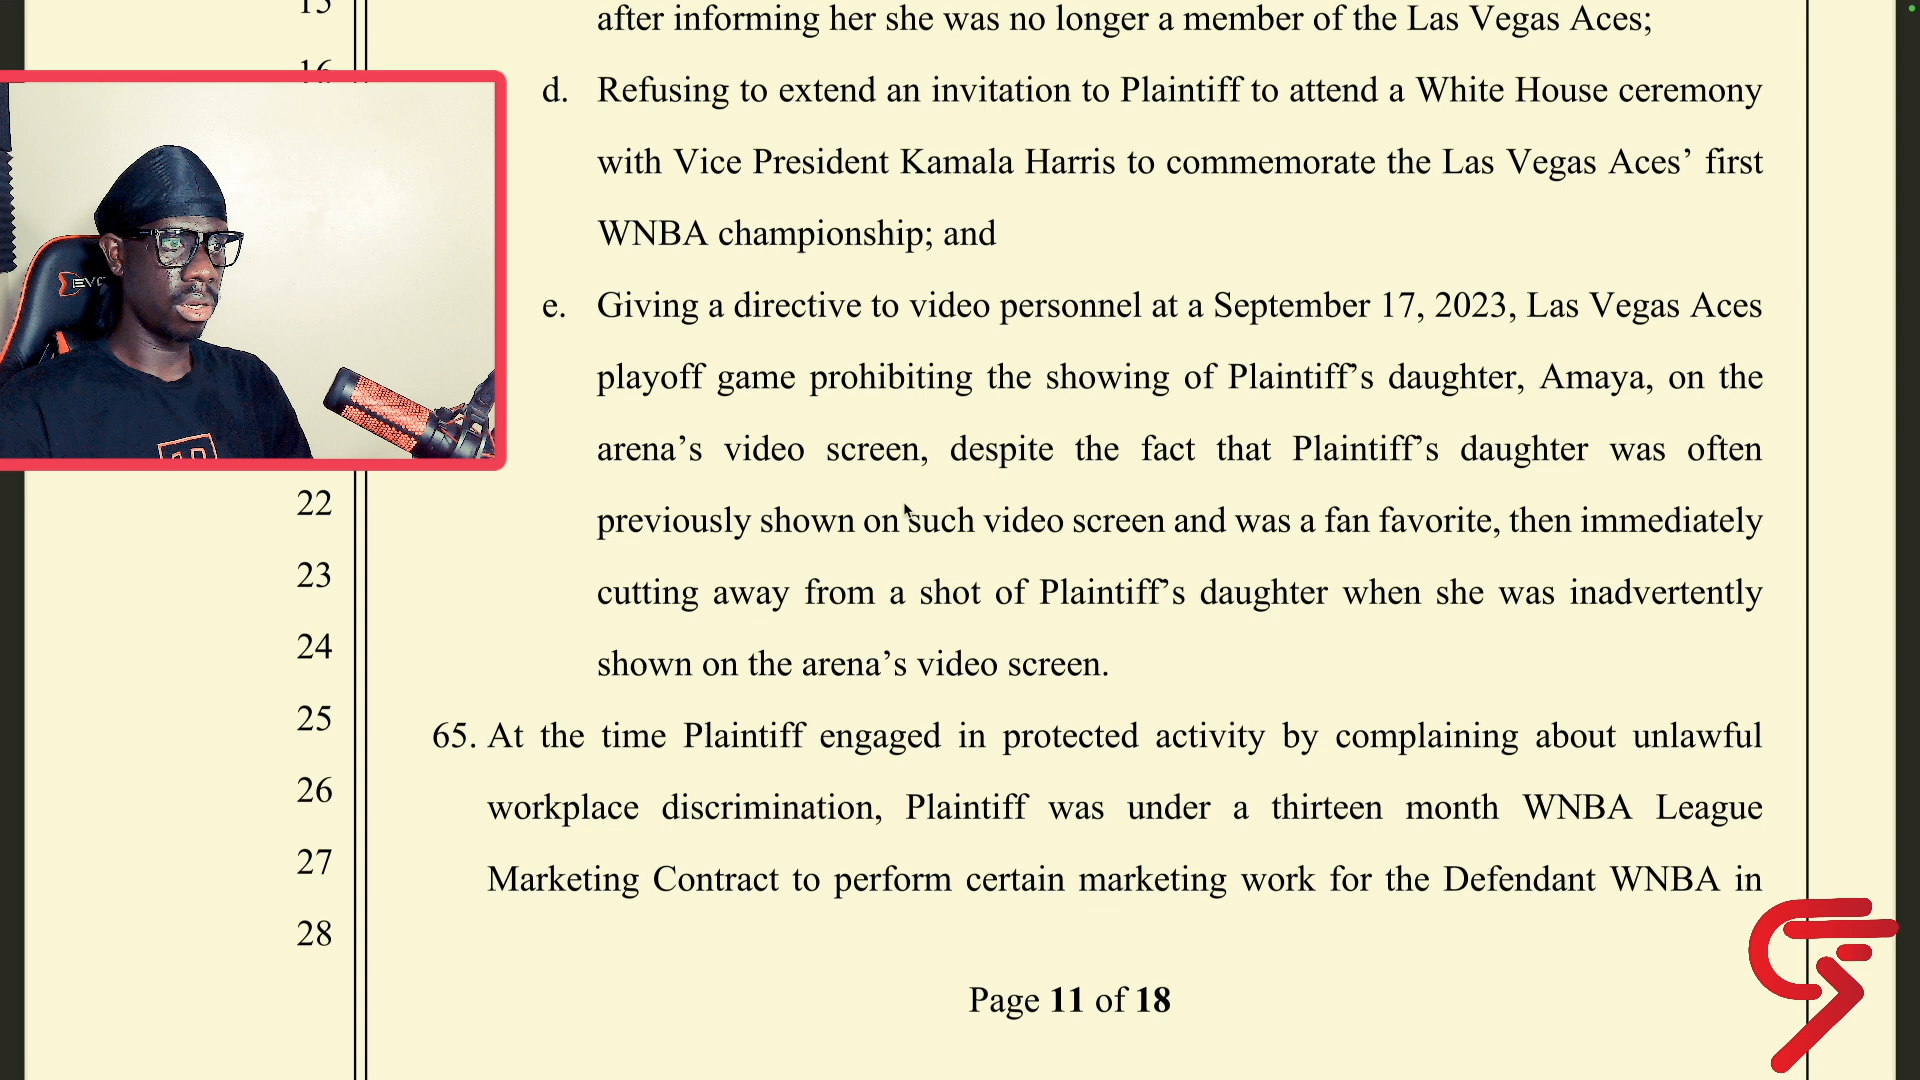 15
after informing her she was no longer a member of the Las Vegas Aces;
16
d. Refusing to extend an invitation to Plaintiff to attend a White House ceremony
with Vice President Kamala Harris to commemorate the Las Vegas Aces’ first
WNBA championship; and
e. Giving a directive to video personnel at a September 17, 2023, Las Vegas Aces
playoff game prohibiting the showing of Plaintiff’s daughter, Amaya, on the
arena’s video screen, despite the fact that Plaintiff’s daughter was often
22 previously shown on such video screen and was a fan favorite, then immediately
23 cutting away from a shot of Plaintiff’s daughter when she was inadvertently
24 shown on the arena’s video screen.
25 65. At the time Plaintiff engaged in protected activity by complaining about unlawful
26 workplace discrimination, Plaintiff was under a thirteen month WNBA League
27 Marketing Contract to perform certain marketing work for the Defendant WNBA in
28
Page 11 of 18